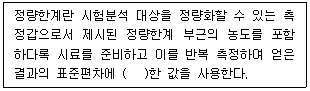 정량한계란 시험분석 대상을 정량화할 수 있는 측
정값으로서 제시된 정량한계 부근의 농도를 포함
하다록 시료를 준비하고 이를 반복 측정하여 얻은
결과의 표준편차에 (   )한 값을 사용한다.